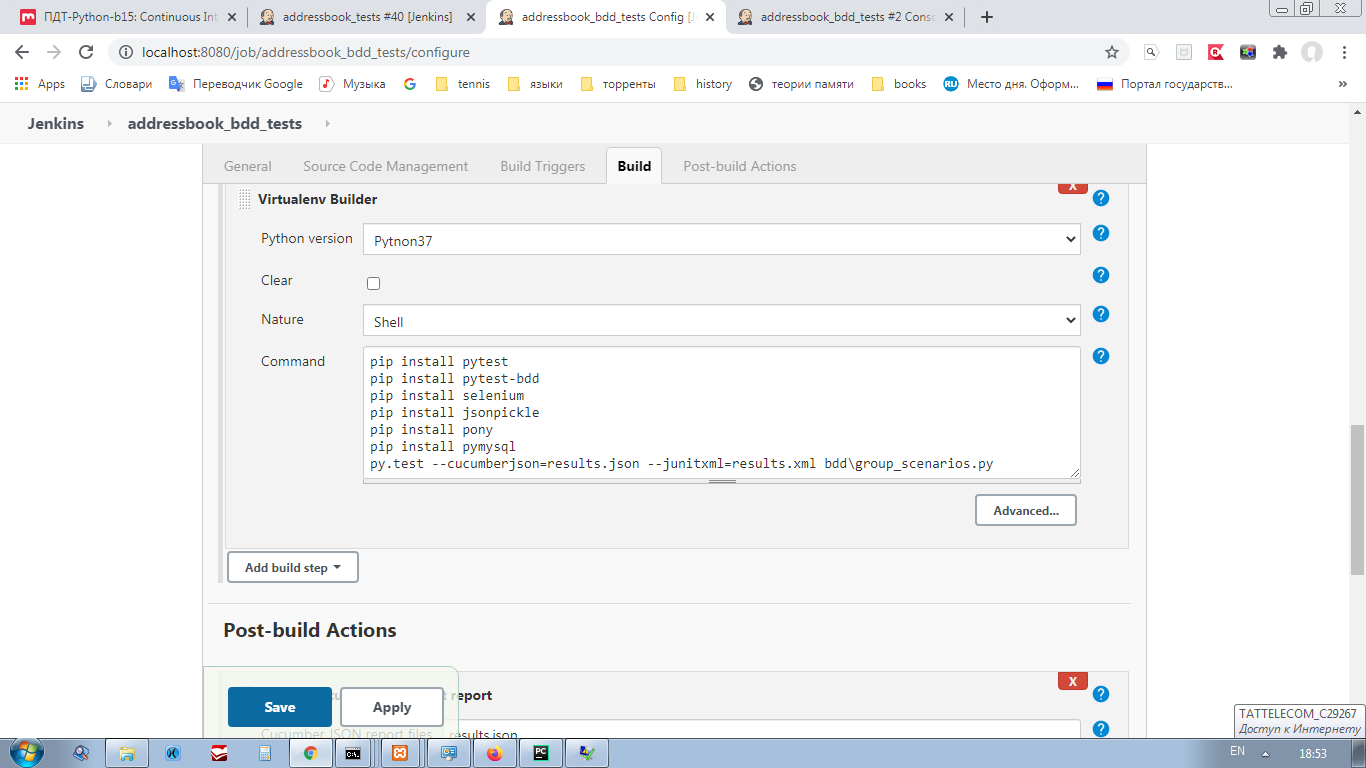 ПДТ-Python-b15: Continuous Int
addressbook_tests #40 [Jenkins]
addressbook_bdd_tests Config [J
addressbook_bdd_tests #2 Conso
localhost:8080/job/addressbook_bdd_tests/configure
Apps
Словари
Переводчик Google
Музыка
tennis
языки
торренты
history
теории памяти
books
Место дня. Оформ...
Портал государств...
Jenkins
addressbook_bdd_tests
General
Source Code Management
Build Triggers
Build
Post-build Actions
X
Virtualenv Builder
Python version
Pytnon37
Clear
Nature
Shell
Command
pip install pytest
pip install pytest-bdd
pip install selenium
pip install jsonpickle
pip install pony
pip install pymysql
py.test --cucumberjson=results.json --junitxml=results.xml bdd\group_scenarios.py
Advanced...
Add build step
Post-build Actions
X
report
Save
Apply
Cucumber JSON report files
results.json
TATTELECOM_C29267
Доступ к Интернету
EN
18:53